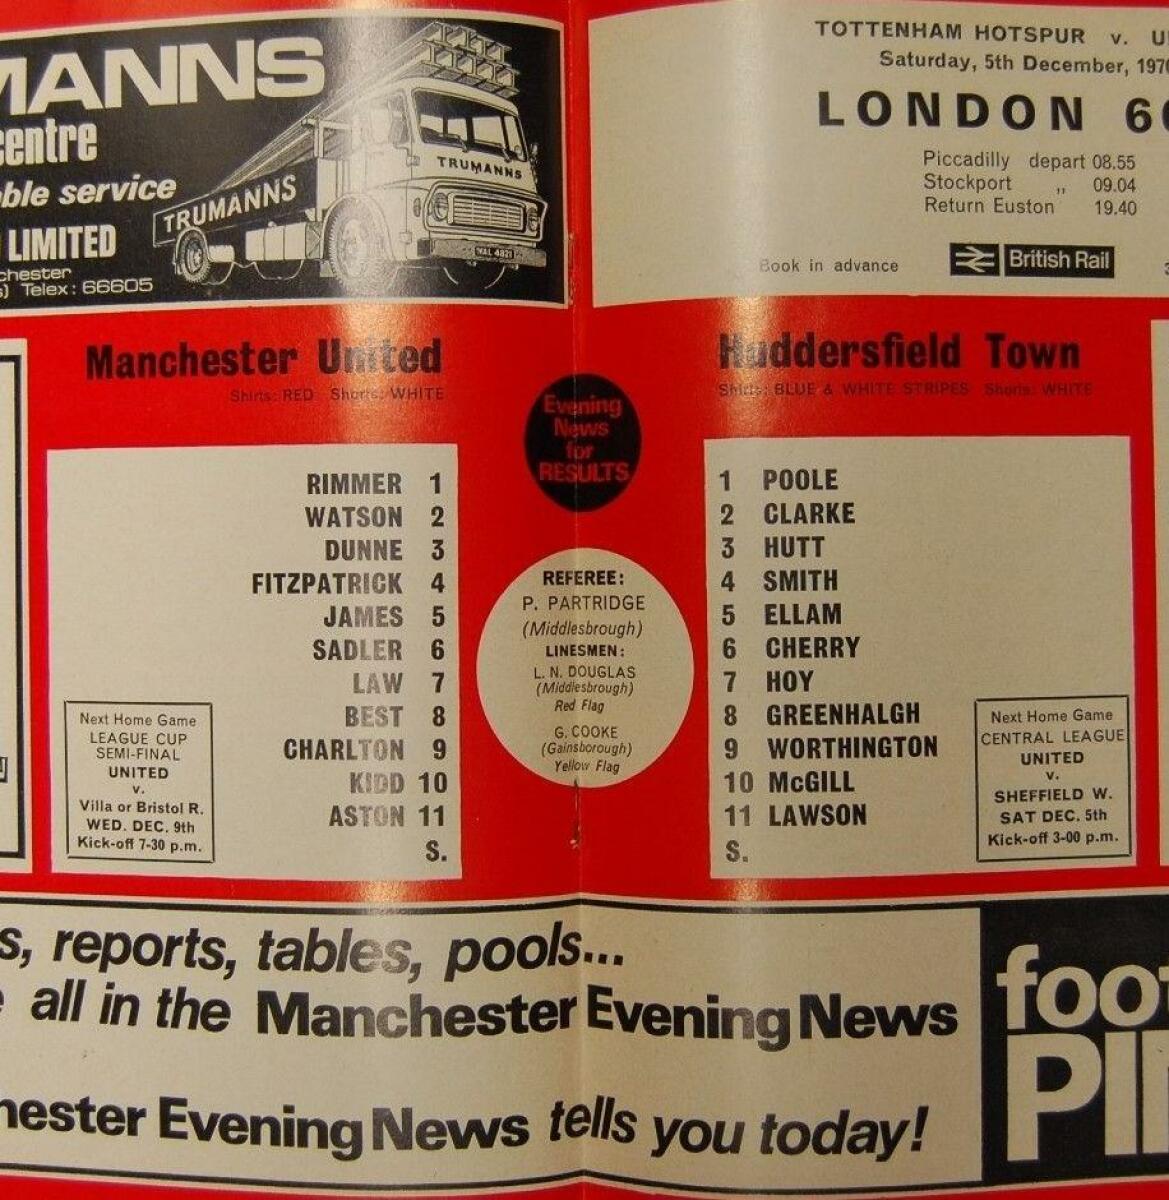 MANNS
centre
able service
LIMITED
chester
s) Telex: 66605
TRUMANNS
TRUMANNS
TOTTENHAM HOTSPUR v. U
Saturday, 5th December, 1970
LONDON 60
Piccadilly depart 08.55
Stockport „ 09.04
Return Euston 19.40
Book in advance
British Rail
Manchester United
Shirts: RED Shorts: WHITE
RIMMER 1
WATSON 2
DUNNE 3
FITZPATRICK 4
JAMES 5
SADLER 6
LAW 7
BEST 8
CHARLTON 9
KIDD 10
ASTON 11
S.
Next Home Game
LEAGUE CUP
SEMI-FINAL
UNITED
v.
Villa or Bristol R.
WED. DEC. 9th
Kick-off 7-30 p.m.
Evening
News
for
RESULTS
REFEREE:
P. PARTRIDGE
(Middlesbrough)
LINESMEN:
L. N. DOUGLAS
(Middlesbrough)
Red Flag
G. COOKE
(Gainsborough)
Yellow Flag
Huddersfield Town
Shirts: BLUE & WHITE STRIPES Shorts: WHITE
1 POOLE
2 CLARKE
3 HUTT
4 SMITH
5 ELLAM
6 CHERRY
7 HOY
8 GREENHALGH
9 WORTHINGTON
10 McGILL
11 LAWSON
S.
Next Home Game
CENTRAL LEAGUE
UNITED
v.
SHEFFIELD W.
SAT DEC. 5th
Kick-off 3-00 p.m.
s, reports, tables, pools...
all in the Manchester Evening News
hester Evening News tells you today!
foot
PIN